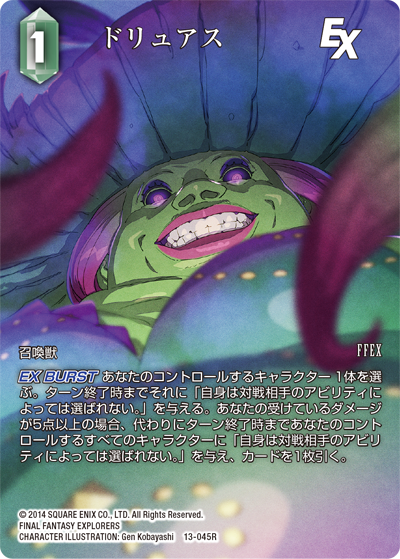 1
ドリュアス
EX
召喚獣
FFEX
EX BURST あなたのコントロールするキャラクター1体を選
ぶ。ターン終了時までそれに「自身は対戦相手のアビリティに
よっては選ばれない。」を与える。あなたの受けているダメージ
が5点以上の場合、代わりにターン終了時まであなたのコント
ロールするすべてのキャラクターに「自身は対戦相手のアビリ
ティによっては選ばれない。」を与え、カードを1枚引く。
© 2014 SQUARE ENIX CO., LTD. All Rights Reserved.
FINAL FANTASY EXPLORERS
CHARACTER ILLUSTRATION: Gen Kobayashi 13-045R